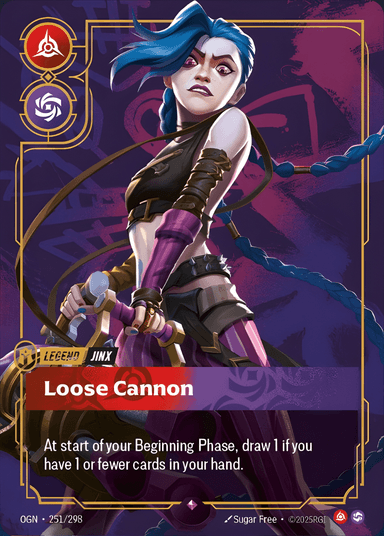 LEGEND JINX
Loose Cannon
At start of your Beginning Phase, draw 1 if you
have 1 or fewer cards in your hand.
OGN • 251/298 Sugar Free • ©2025RGI